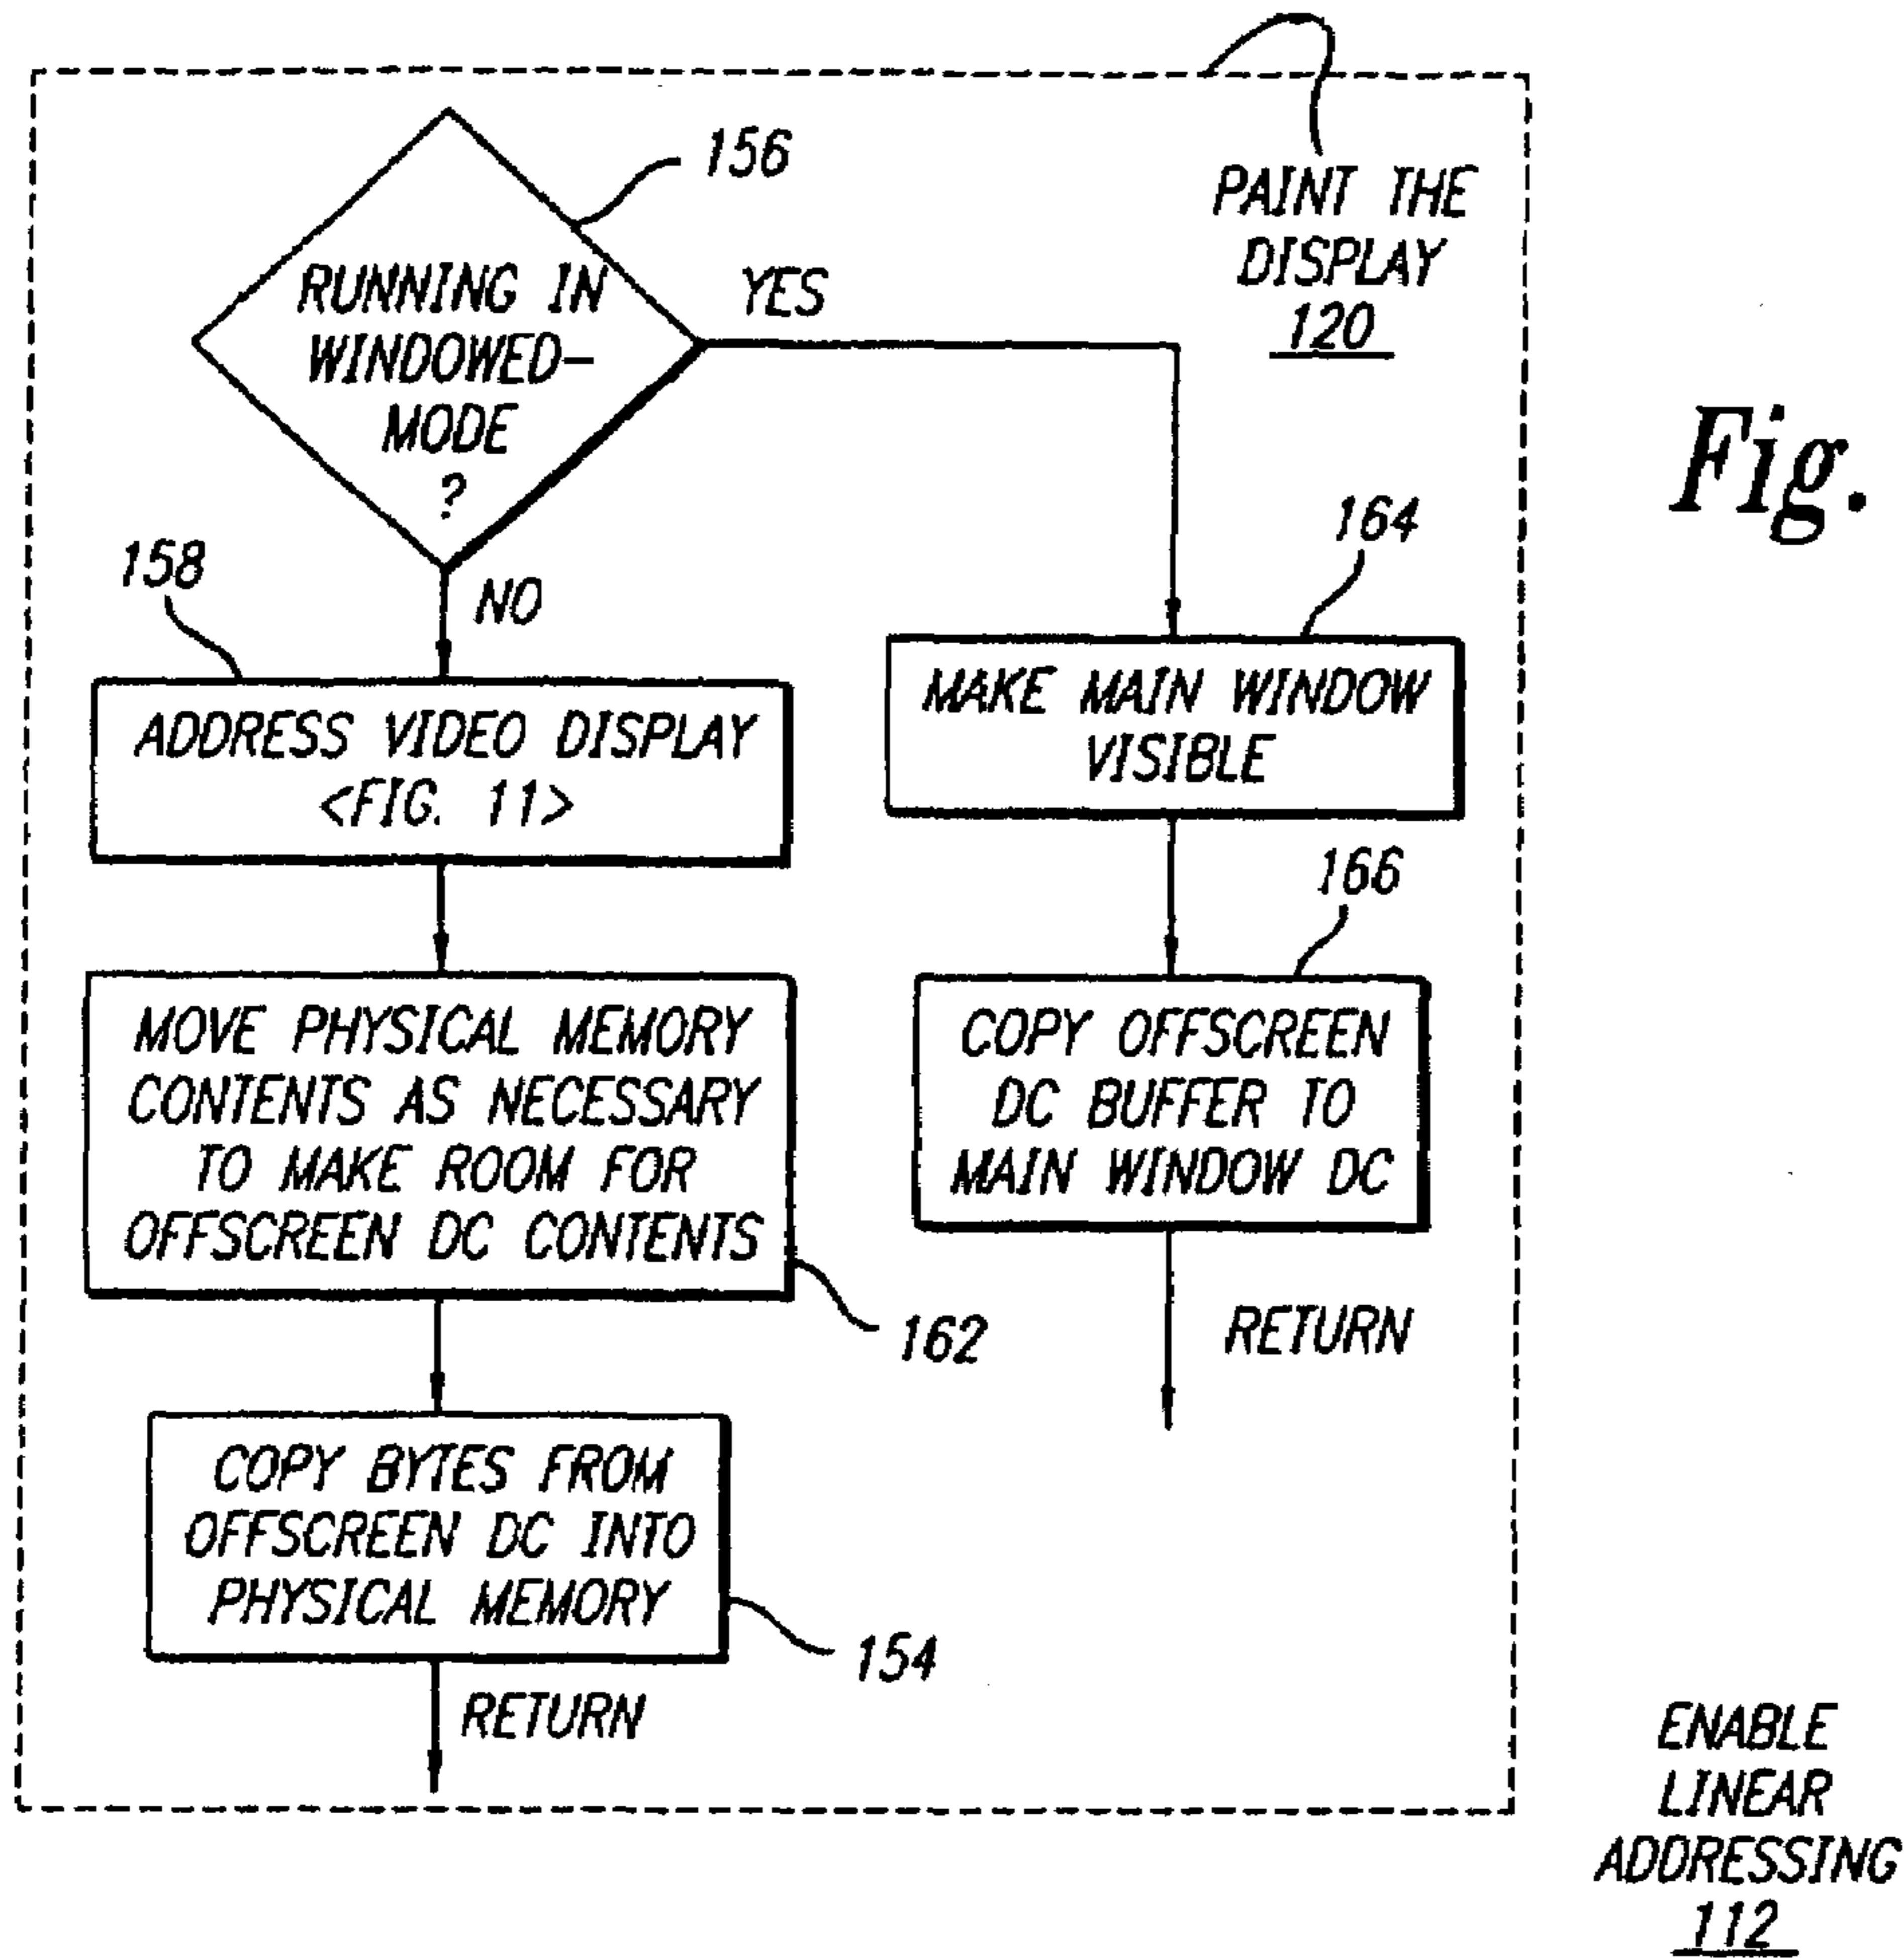 PAINT THE
DISPLAY
120
156
RUNNING IN
WINDOWED-
MODE
?
YES
NO
Fig.
158
ADDRESS VIDEO DISPLAY
<FIG. 11>
164
MAKE MAIN WINDOW
VISIBLE
MOVE PHYSICAL MEMORY
CONTENTS AS NECESSARY
TO MAKE ROOM FOR
OFFSCREEN DC CONTENTS
162
166
COPY OFFSCREEN
DC BUFFER TO
MAIN WINDOW DC
RETURN
COPY BYTES FROM
OFFSCREEN DC INTO
PHYSICAL MEMORY
154
RETURN
ENABLE
LINEAR
ADDRESSING
112